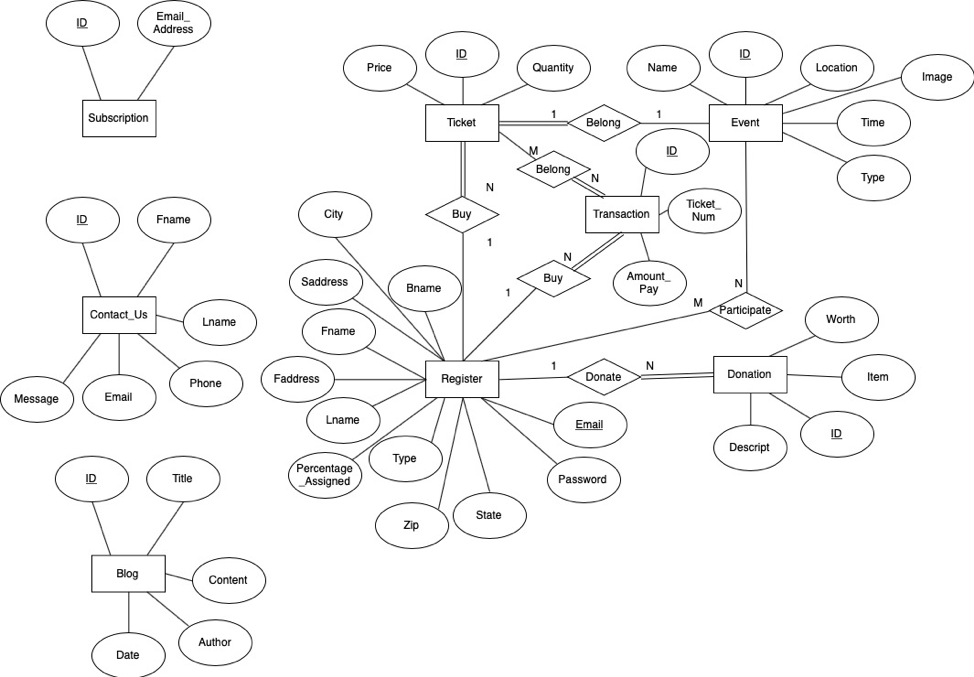 ID
Email_
Address
Subscription
Price
ID
Quantity
Name
ID
Location
Image
Ticket
1
Belong
1
Event
Time
M
Belong
N
ID
Type
Transaction
Ticket_
Num
N
Buy
1
N
Buy
1
Amount_
Pay
City
Saddress
Bname
Fname
Faddress
Lname
Percentage
_Assigned
Type
Zip
State
Password
Email
Register
M
N
Participate
1
Donate
N
Donation
Worth
Item
ID
Descript
ID
Fname
Contact_Us
Lname
Message
Email
Phone
ID
Title
Blog
Content
Date
Author